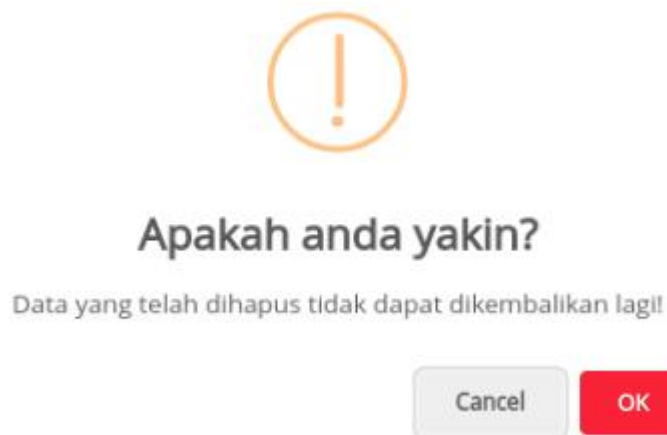 Apakah anda yakin?
Data yang telah dihapus tidak dapat dikembalikan lagi!
Cancel OK